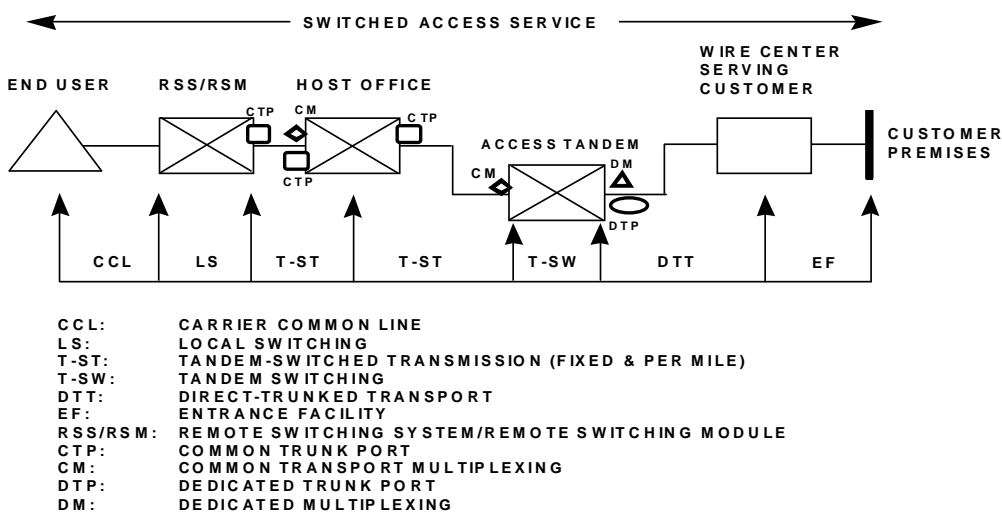 SWITCHED ACCESS SERVICE
WIRE CENTER
SERVING
CUSTOMER
END USER
RSS/RSM
HOST OFFICE
CTP
CM
CTP
CUSTOMER
PREMISES
ACCESS TANDEM
CTP
CM
DM
DTP
CCL
LS
T-ST
T-ST
T-SW
DTT
EF
CCL: CARRIER COMMON LINE
LS: LOCAL SWITCHING
T-ST: TANDEM-SWITCHED TRANSMISSION (FIXED & PER MILE)
T-SW: TANDEM SWITCHING
DTT: DIRECT-TRUNKED TRANSPORT
EF: ENTRANCE FACILITY
RSS/RSM: REMOTE SWITCHING SYSTEM/REMOTE SWITCHING MODULE
CTP: COMMON TRUNK PORT
CM: COMMON TRANSPORT MULTIPLEXING
DTP: DEDICATED TRUNK PORT
DM: DEDICATED MULTIPLEXING